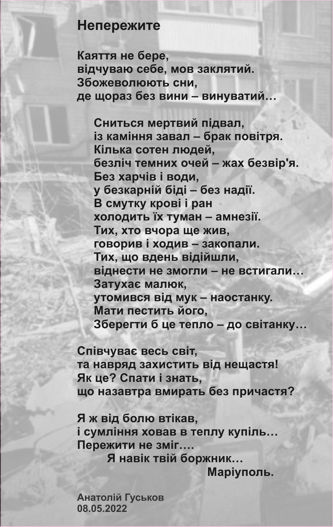 Непережите
Каяття не бере,
відчуваю себе, мов заклятий.
Збожеволюють сни,
де щораз без вини – винуватий…
Сниться мертвий підвал,
із каміння завал – брак повітря.
Кілька сотен людей,
безліч темних очей – жах безвір'я.
Без харчів і води,
у безкарній біді – без надії.
В смутку крові і ран
холодить їх туман – амнезії.
Тих, хто вчора ще жив,
говорив і ходив – закопали.
Тих, що вдень відійшли,
віднести не змогли – не встигали…
Затухає малюк,
утомився від мук – наостанку.
Мати пестить його,
Зберегти б це тепло – до світанку…
Співчуває весь світ,
та навряд захистить від нещастя!
Як це? Спати і знать,
що назавтра вмирать без причастя?
Я ж від болю втікав,
і сумління ховав в теплу купіль…
Пережити не зміг….
Я навік твій боржник…
Маріуполь.
Анатолій Гуськов
08.05.2022